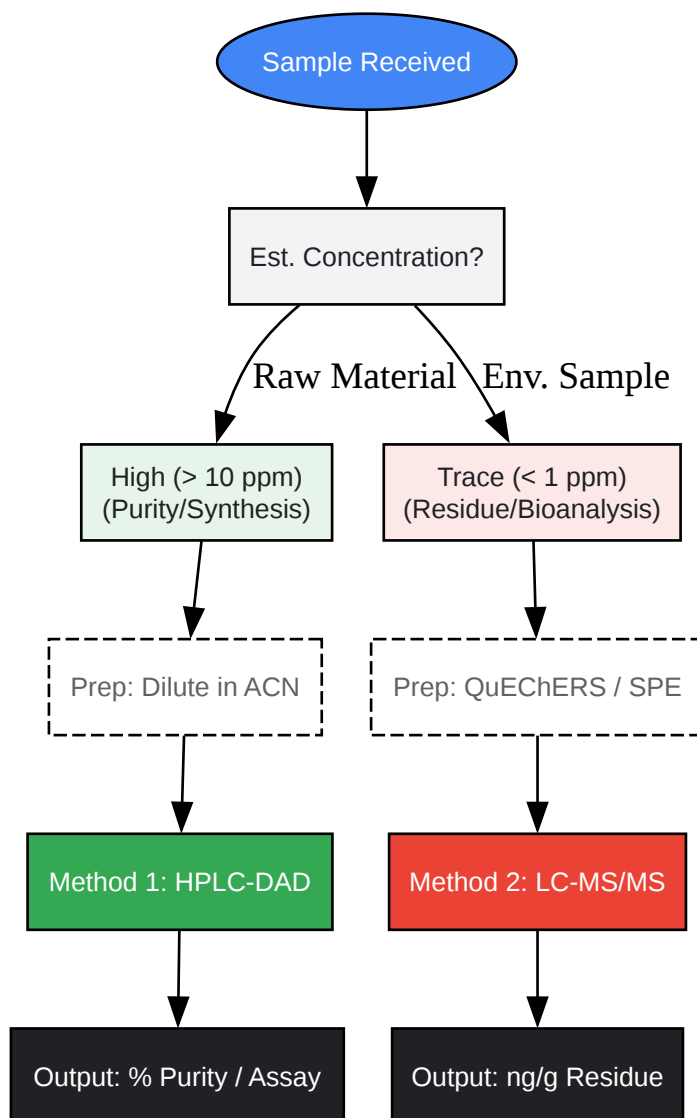 Sample Received
Est. Concentration?
Raw Material
Env. Sample
High (> 10 ppm)
(Purity/Synthesis)
Trace (< 1 ppm)
(Residue/Bioanalysis)
Prep: Dilute in ACN
Prep: QuEChERS / SPE
Method 1: HPLC-DAD
Method 2: LC-MS/MS
Output: % Purity / Assay
Output: ng/g Residue